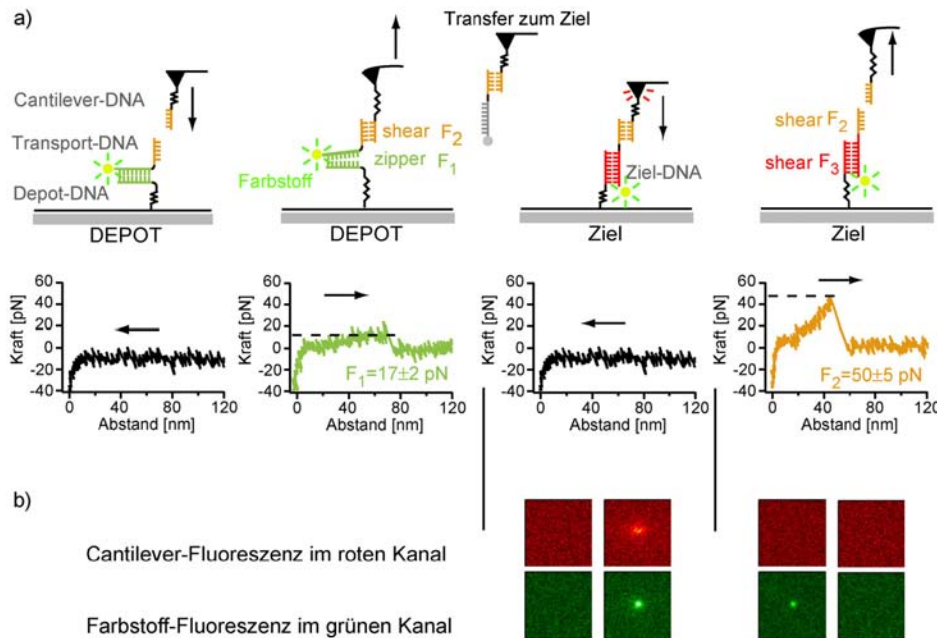 a)
Transfer zum Ziel
Cantilever-DNA
Transport-DNA
Depot-DNA
DEPOT
shear F2
zipper F1
Farbstoff
DEPOT
Ziel-DNA
Ziel
shear F2
shear F3
Ziel
Kraft [pN]
60
40
20
0
-20
-40
0 40 80 120
Abstand [nm]
Kraft [pN]
60
40
20
0
-20
-40
F1=17±2 pN
0 40 80 120
Abstand [nm]
Kraft [pN]
60
40
20
0
-20
-40
0 40 80 120
Abstand [nm]
Kraft [pN]
60
40
20
0
-20
-40
F2=50±5 pN
0 40 80 120
Abstand [nm]
b)
Cantilever-Fluoreszenz im roten Kanal
Farbstoff-Fluoreszenz im grünen Kanal